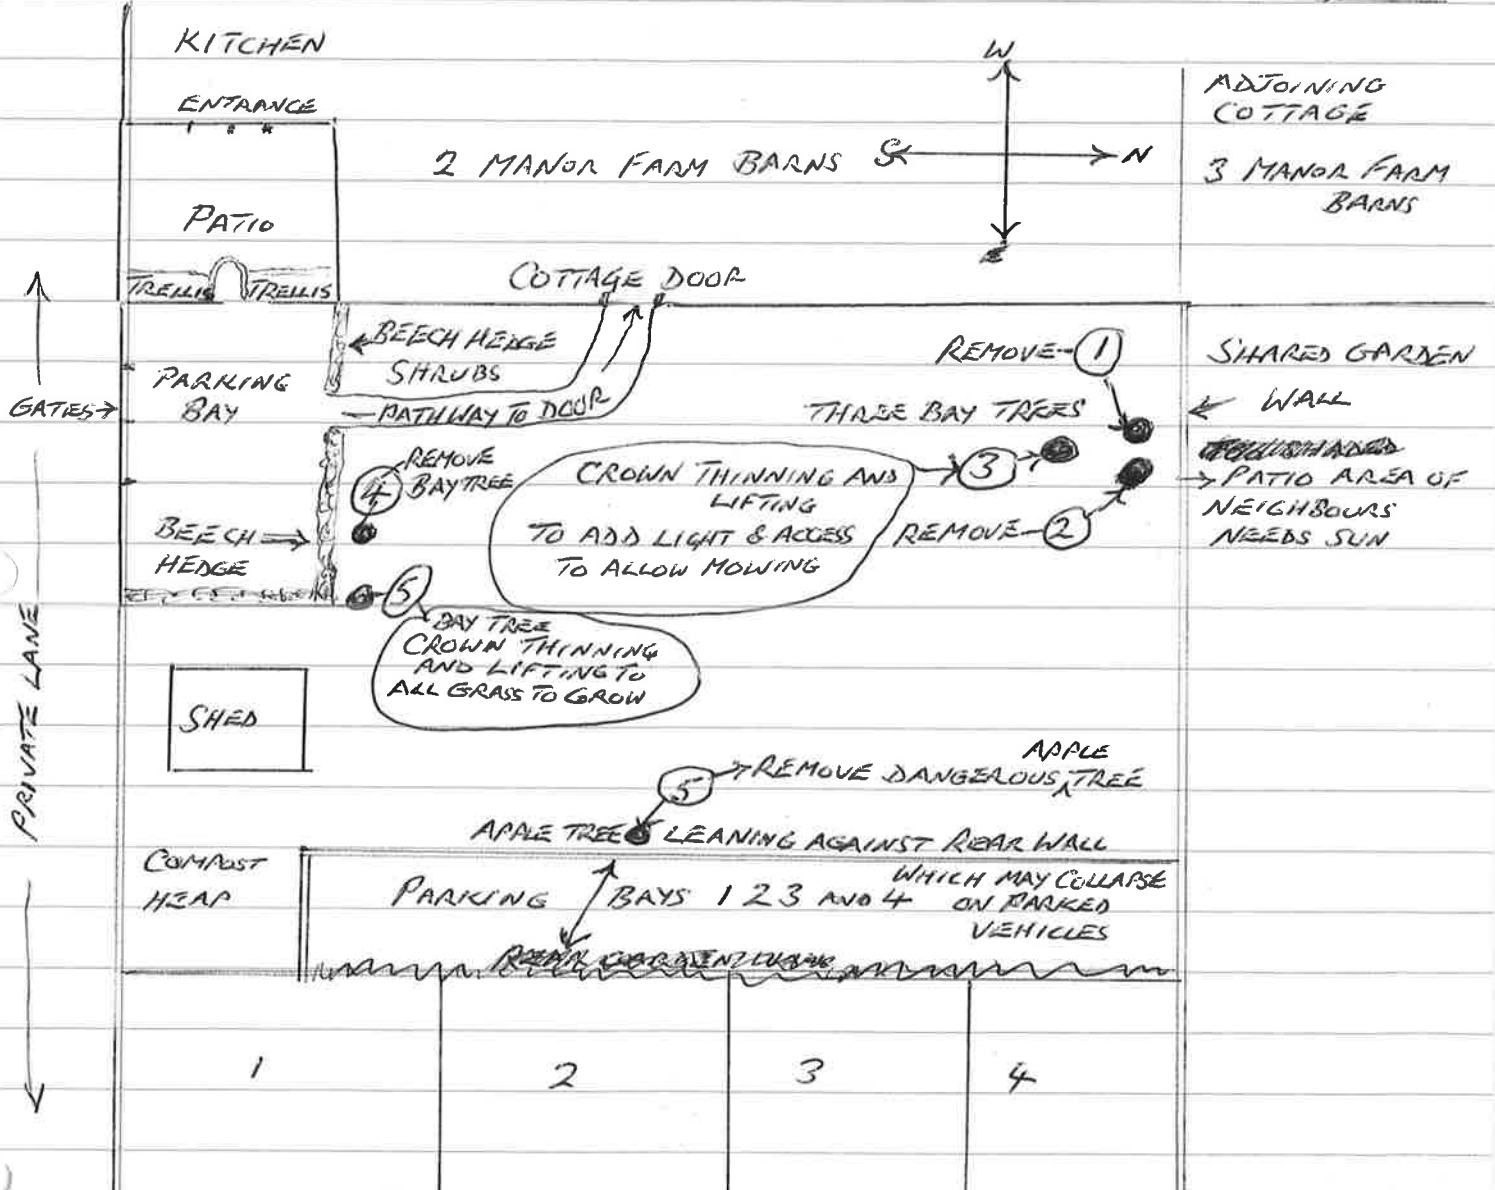 KITCHEN
ENTRANCE
PATIO
TRELLIS TRELLIS
2 MANOR FARM BARNS
W
S N
ADJOINING
COTTAGE
3 MANOR FARM
BARNS
COTTAGE DOOR
BEECH HEDGE
SHRUBS
PARKING
BAY
GATES
PATHWAY TO DOOR
REMOVE 1
THREE BAY TREES
SHARED GARDEN
WALL
PATIO AREA OF
NEIGHBOURS
NEEDS SUN
REMOVE
BAY TREE
4
CROWN THINNING AND
LIFTING
TO ADD LIGHT & ACCESS
TO ALLOW MOWING
3
REMOVE 2
BEECH
HEDGE
5
BAY TREE
CROWN THINNING
AND LIFTING TO
ALL GRASS TO GROW
PRIVATE LANE
SHED
5 REMOVE DANGEROUS APPLE TREE
APPLE TREE LEANING AGAINST REAR WALL
WHICH MAY COLLAPSE
ON PARKED
VEHICLES
COMPOST
HEAP
PARKING BAYS 1 2 3 AND 4
1 2 3 4